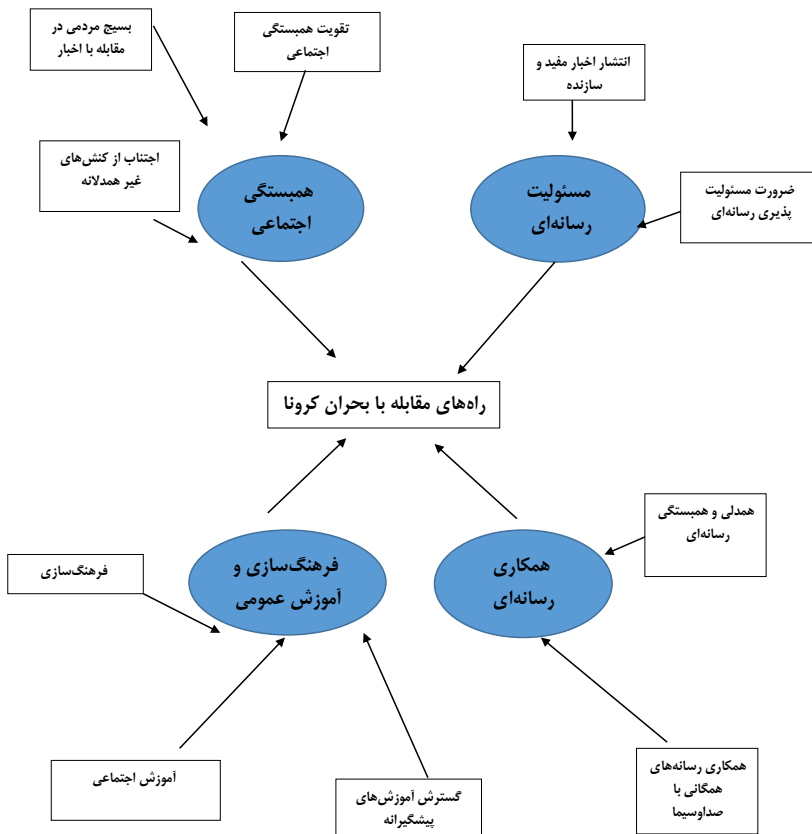 بسیج مردمی در
مقابله با اخبار
تقویت همبستگی
اجتماعی
انتشار اخبار مفید و
سازنده
اجتناب از کنش‌های
غیر همدلانه
همبستگی
اجتماعی
مسئولیت
رسانه‌ای
ضرورت مسئولیت
پذیری رسانه‌ای
راه‌های مقابله با بحران کرونا
همدلی و همبستگی
رسانه‌ای
فرهنگ‌سازی
فرهنگ‌سازی و
آموزش عمومی
همکاری
رسانه‌ای
آموزش اجتماعی
گسترش آموزش‌های
پیشگیرانه
همکاری رسانه‌های
همگانی با
صداوسیما